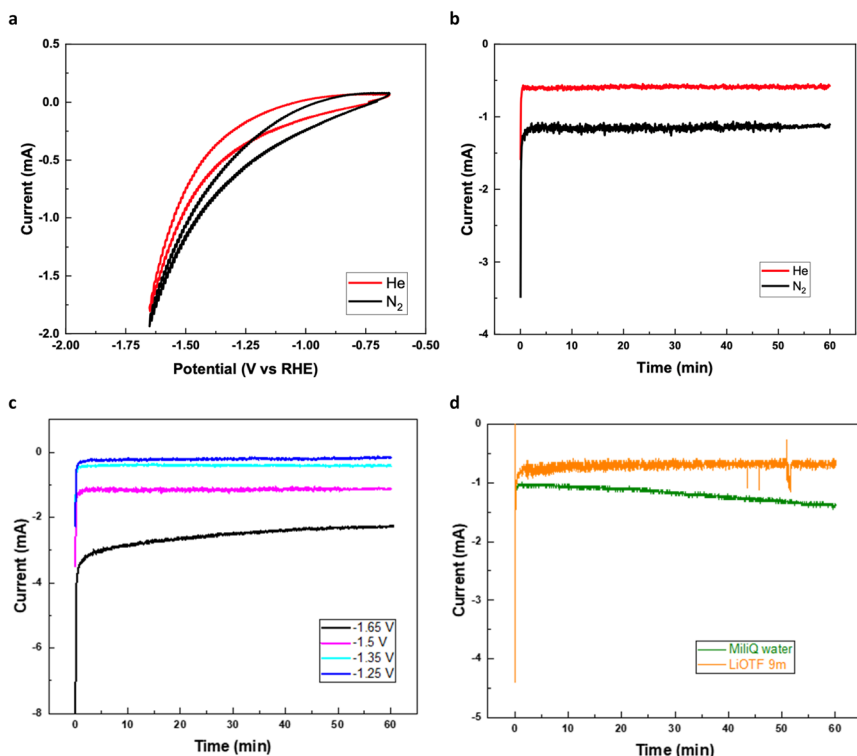 a
0.5
0.0
-0.5
-1.0
-1.5
-2.0
Current (mA)
He
N2
-2.00 -1.75 -1.50 -1.25 -1.00 -0.75 -0.50
Potential (V vs RHE)
b
0
-1
-2
-3
-4
Current (mA)
He
N2
0 10 20 30 40 50 60
Time (min)
c
0
-2
-4
-6
-8
Current (mA)
-1.65 V
-1.5 V
-1.35 V
-1.25 V
0 10 20 30 40 50 60
Time (min)
d
0
-1
-2
-3
-4
-5
Current (mA)
MiliQ water
LiOTF 9m
0 10 20 30 40 50 60
Time (min)